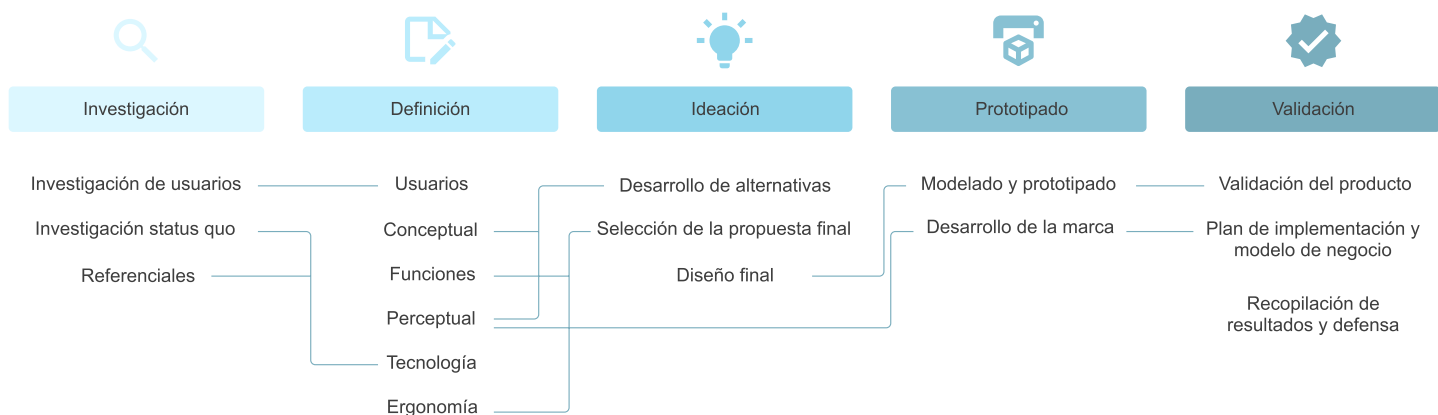 Investigación
Definición
Ideación
Prototipado
Validación
Investigación de usuarios
Investigación status quo
Referenciales
Usuarios
Conceptual
Funciones
Perceptual
Tecnología
Ergonomía
Desarrollo de alternativas
Selección de la propuesta final
Diseño final
Modelado y prototipado
Desarrollo de la marca
Validación del producto
Plan de implementación y
modelo de negocio
Recopilación de
resultados y defensa